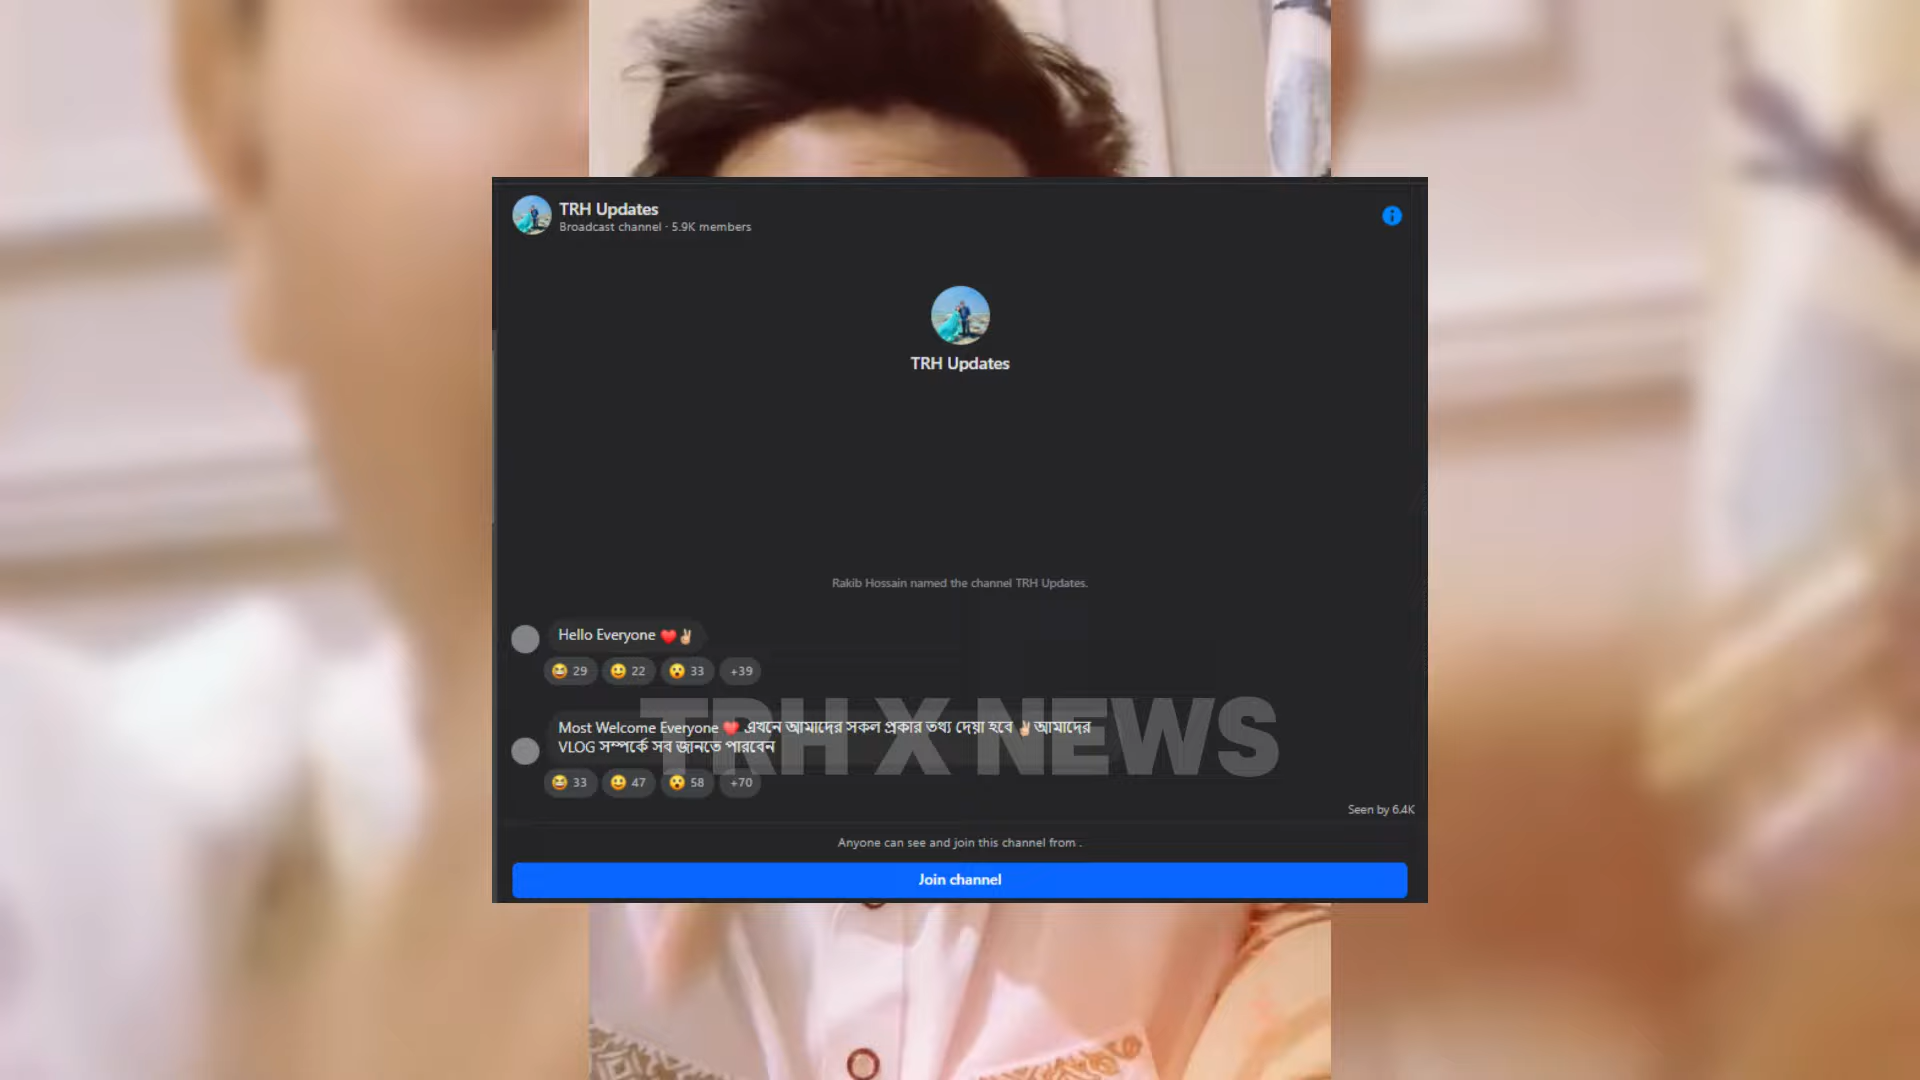 TRH Updates
Broadcast channel · 5.9K members
TRH Updates
Rakib Hossain named the channel TRH Updates.
Hello Everyone ❤️✌🏻
😆 29 🙂 22 😮 33 +39
Most Welcome Everyone ❤️ এখনে আমাদের সকল প্রকার তথ্য দেয়া হবে ✌🏻আমাদের
VLOG সম্পর্কে সব জানতে পারবেন
TRH X NEWS
😆 33 🙂 47 😮 58 +70
Seen by 6.4K
Anyone can see and join this channel from .
Join channel